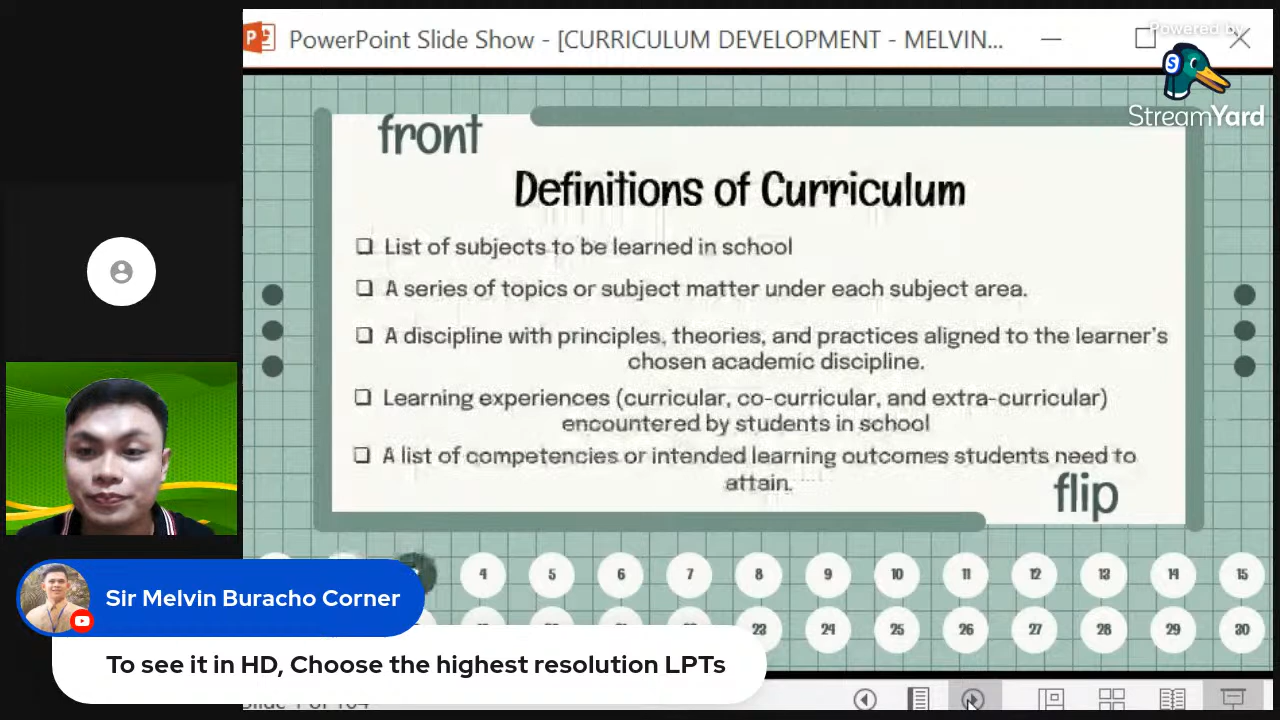 PowerPoint Slide Show - [CURRICULUM DEVELOPMENT - MELVIN...
Powered by
StreamYard
front
Definitions of Curriculum
❑ List of subjects to be learned in school
❑ A series of topics or subject matter under each subject area.
❑ A discipline with principles, theories, and practices aligned to the learner's
chosen academic discipline.
❑ Learning experiences (curricular, co-curricular, and extra-curricular)
encountered by students in school
❑ A list of competencies or intended learning outcomes students need to
attain.
flip
4 5 6 7 8 9 10 11 12 13 14 15
23 24 25 26 27 28 29 30
Sir Melvin Buracho Corner
To see it in HD, Choose the highest resolution LPTs